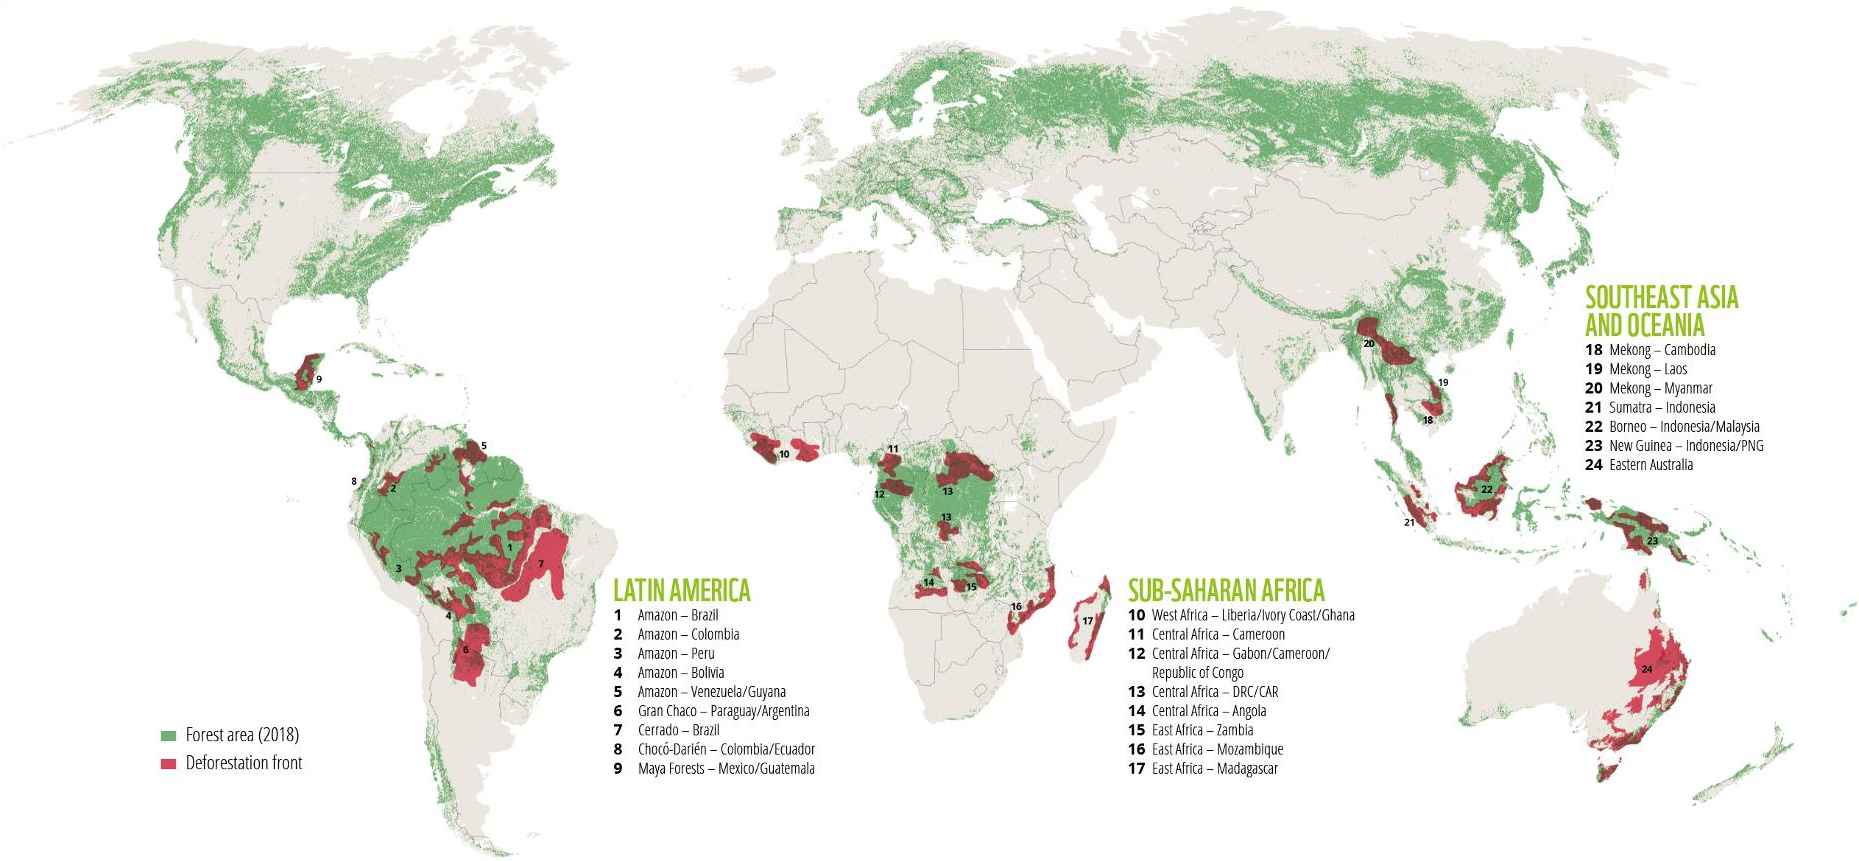 SOUTHEAST ASIA
AND OCEANIA
18 Mekong – Cambodia
19 Mekong – Laos
20 Mekong – Myanmar
21 Sumatra – Indonesia
22 Borneo – Indonesia/Malaysia
23 New Guinea – Indonesia/PNG
24 Eastern Australia
20
19
18
9
5
10
11
8
2
12
13
22
21
13
23
1
7
3
14
15
4
16
17
6
24
LATIN AMERICA
1 Amazon – Brazil
2 Amazon – Colombia
3 Amazon – Peru
4 Amazon – Bolivia
5 Amazon – Venezuela/Guyana
6 Gran Chaco – Paraguay/Argentina
7 Cerrado – Brazil
8 Chocó-Darién – Colombia/Ecuador
9 Maya Forests – Mexico/Guatemala
SUB-SAHARAN AFRICA
10 West Africa – Liberia/Ivory Coast/Ghana
11 Central Africa – Cameroon
12 Central Africa – Gabon/Cameroon/
Republic of Congo
13 Central Africa – DRC/CAR
14 Central Africa – Angola
15 East Africa – Zambia
16 East Africa – Mozambique
17 East Africa – Madagascar
Forest area (2018)
Deforestation front